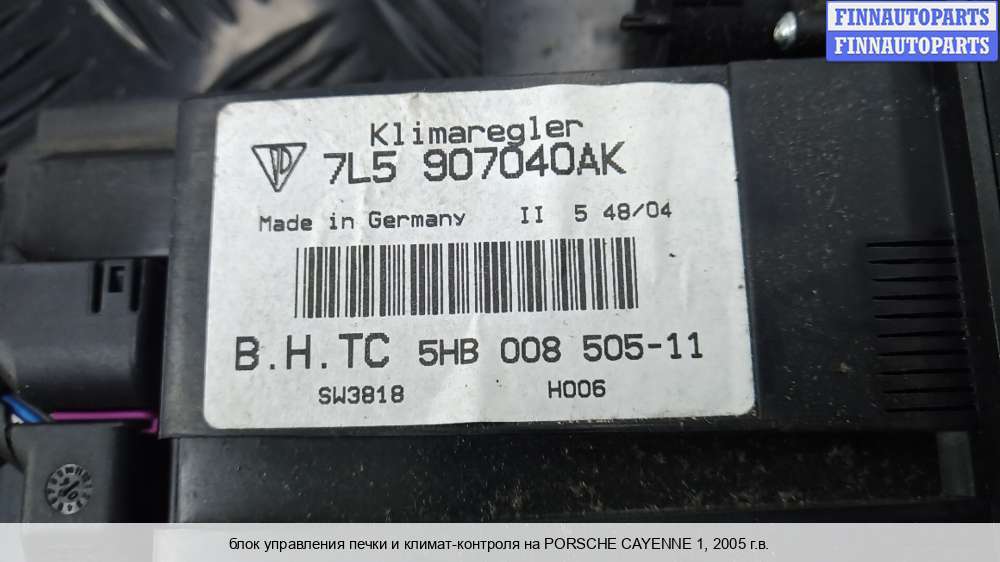 FINNAUTOPARTS
FINNAUTOPARTS
Klimaregler
7L5 907040AK
Made in Germany II 5 48/04
B.H.TC 5HB 008 505-11
SW3818 H006
блок управления печки и климат-контроля на PORSCHE CAYENNE 1, 2005 г.в.